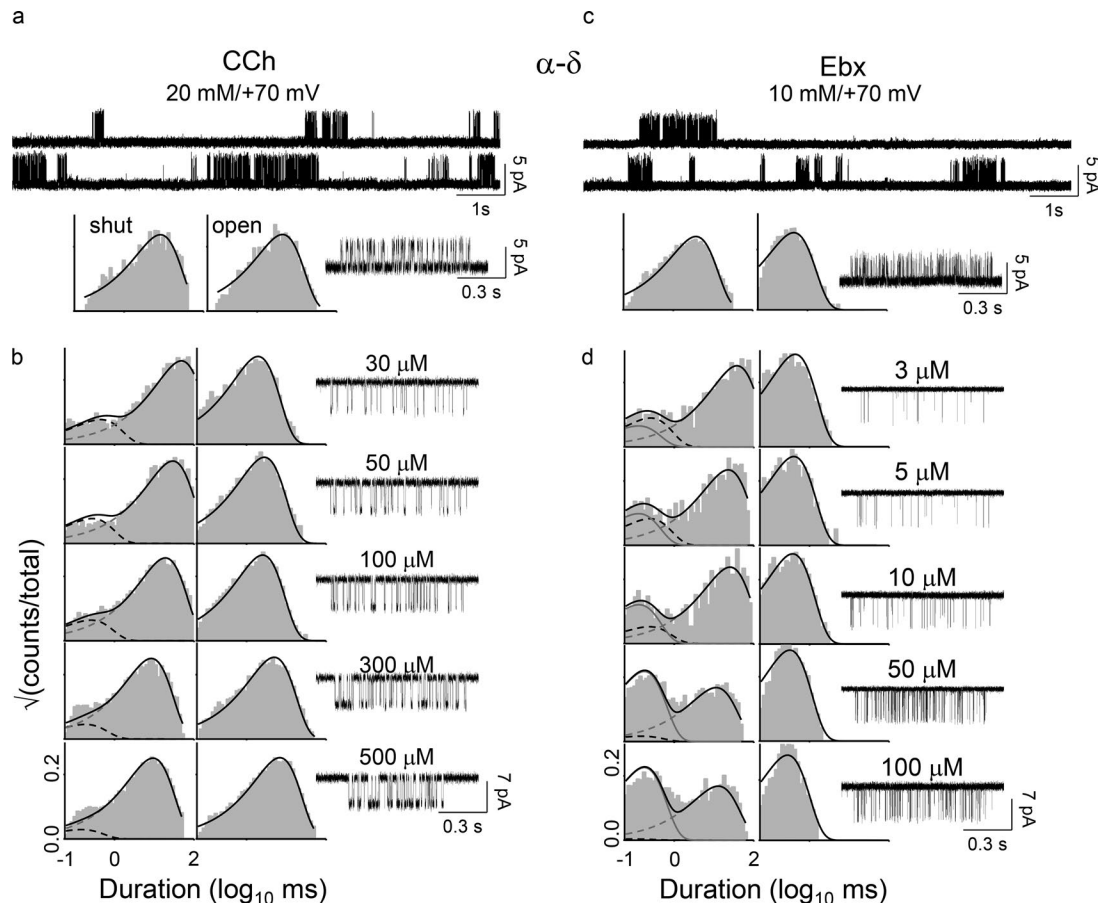 a
c
CCh
α-δ
Ebx
20 mM/+70 mV
10 mM/+70 mV
5 pA
1s
5 pA
1s
shut
open
5 pA
0.3 s
5 pA
0.3 s
b
d
30 μM
3 μM
50 μM
5 μM
100 μM
10 μM
300 μM
50 μM
500 μM
100 μM
√(counts/total)
0.2
0.0
0.2
0.0
7 pA
0.3 s
7 pA
0.3 s
-1
0
2
-1
0
2
Duration (log₁₀ ms)
Duration (log₁₀ ms)